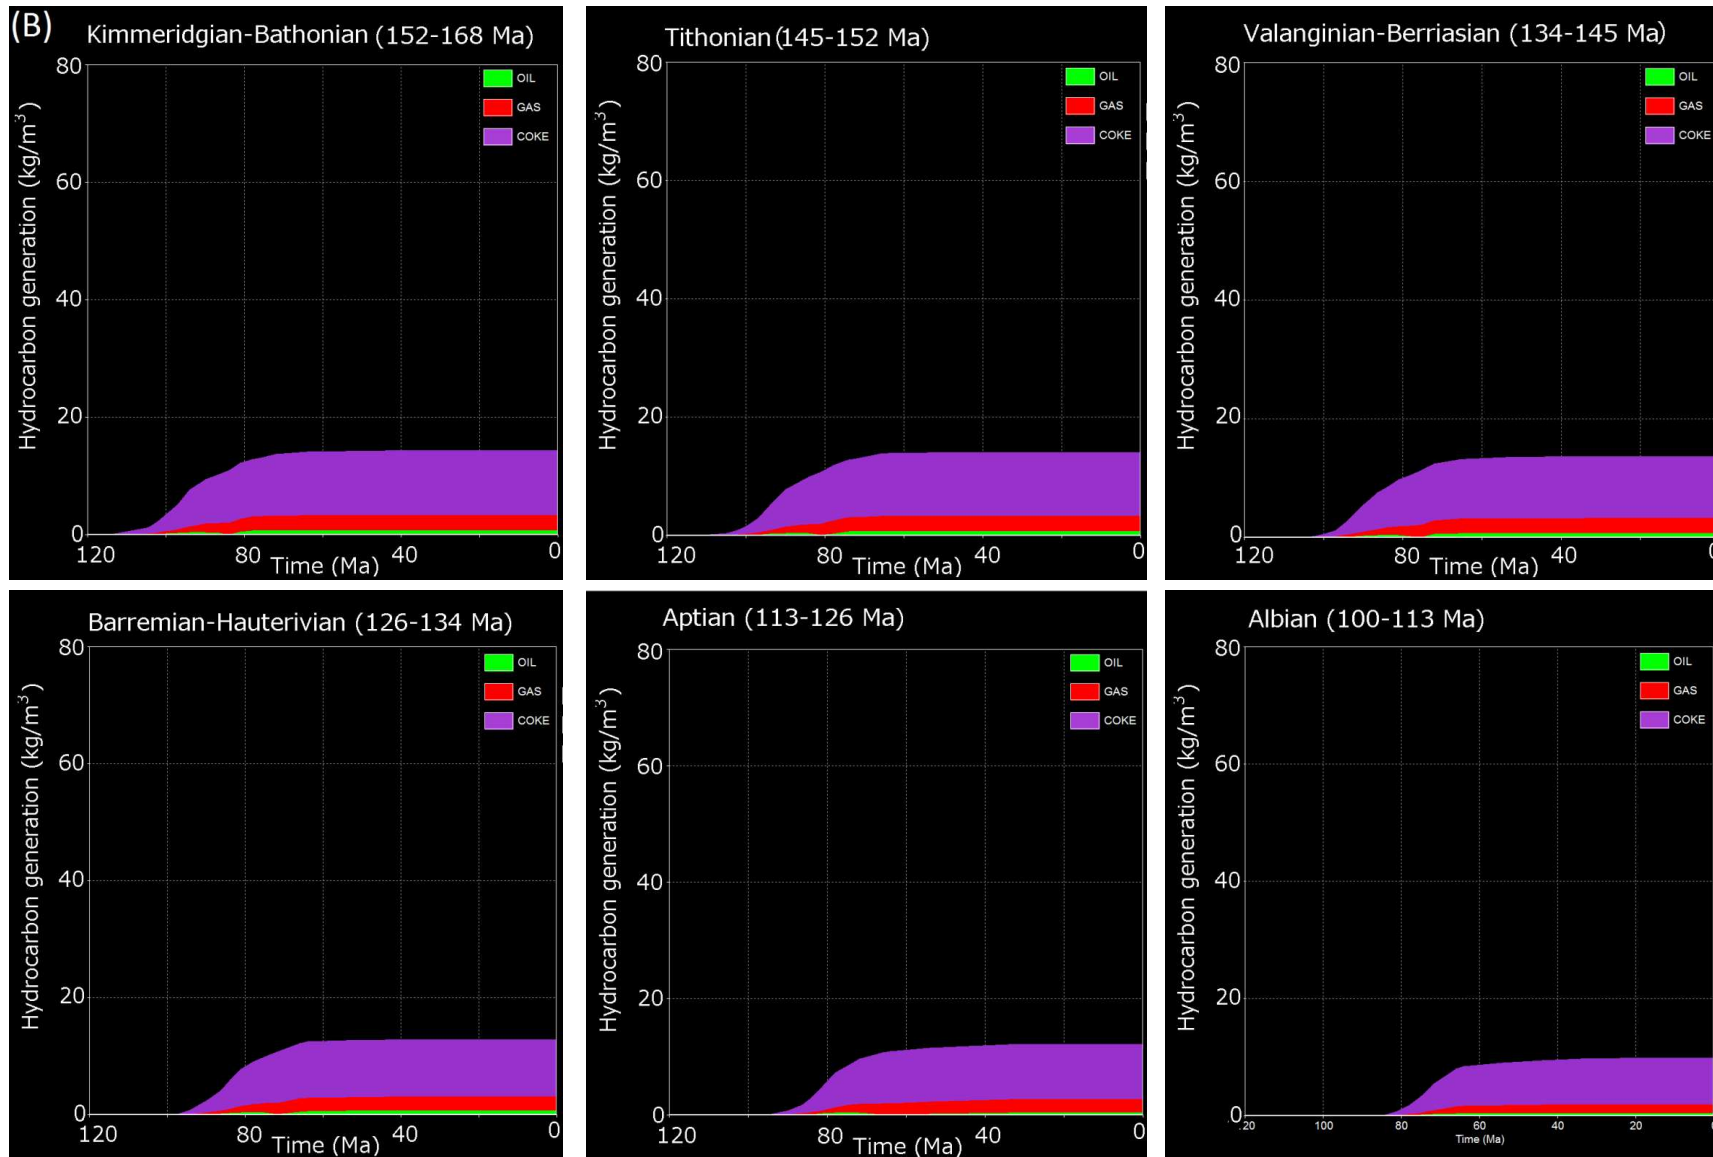 (B)
Kimmeridgian-Bathonian (152-168 Ma)
Hydrocarbon generation (kg/m³)
80
60
40
20
0
OIL
GAS
COKE
120 80 40 0
Time (Ma)
Tithonian (145-152 Ma)
Hydrocarbon generation (kg/m³)
80
60
40
20
0
OIL
GAS
COKE
120 80 40 0
Time (Ma)
Valanginian-Berriasian (134-145 Ma)
Hydrocarbon generation (kg/m³)
80
60
40
20
0
OIL
GAS
COKE
120 80 40 0
Time (Ma)
Barremian-Hauterivian (126-134 Ma)
Hydrocarbon generation (kg/m³)
80
60
40
20
0
OIL
GAS
COKE
120 80 40 0
Time (Ma)
Aptian (113-126 Ma)
Hydrocarbon generation (kg/m³)
80
60
40
20
0
OIL
GAS
COKE
120 80 40 0
Time (Ma)
Albian (100-113 Ma)
Hydrocarbon generation (kg/m³)
80
60
40
20
0
OIL
GAS
COKE
120 100 80 60 40 20 0
Time (Ma)